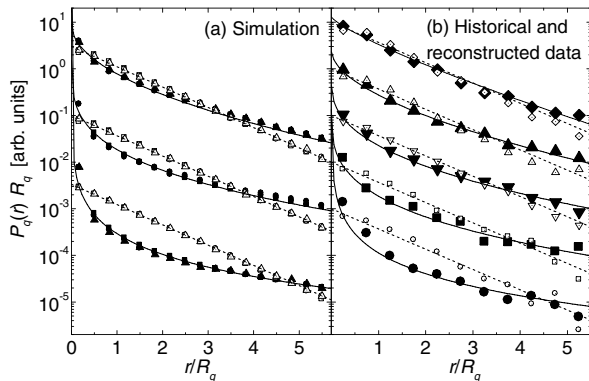 (a) Simulation
(b) Historical and
reconstructed data
P_q(r) R_q [arb. units]
10^1
10^0
10^-1
10^-2
10^-3
10^-4
10^-5
0 1 2 3 4 5
1 2 3 4 5
r/R_q
r/R_q